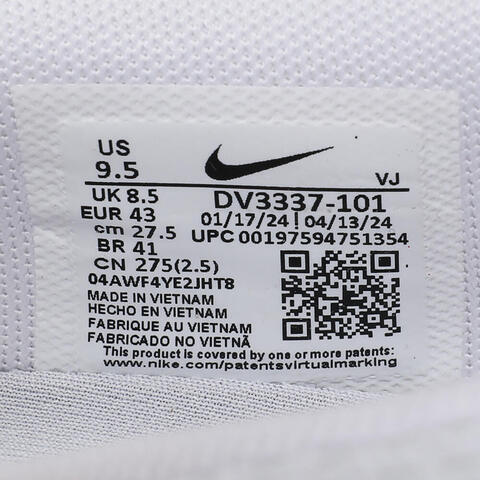 US
9.5
VJ
UK 8.5
DV3337-101
EUR 43
01/17/24 | 04/13/24
cm 27.5
UPC 00197594751354
BR 41
CN 275(2.5)
04AWF4YE2JHT8
MADE IN VIETNAM
HECHO EN VIETNAM
FABRIQUE AU VIETNAM
FABRICADO NO VIETNÃ
This product is covered by one or more patents:
www.nike.com/patentsvirtualmarking